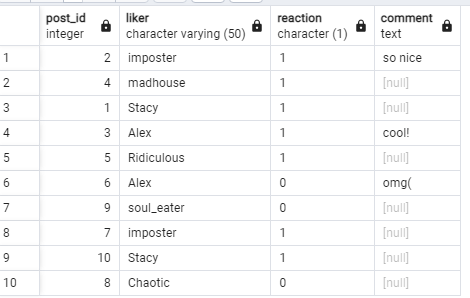 post_id liker reaction comment
integer character varying (50) character (1) text
1 2 imposter 1 so nice
2 4 madhouse 1 [null]
3 1 Stacy 1 [null]
4 3 Alex 1 cool!
5 5 Ridiculous 1 [null]
6 6 Alex 0 omg(
7 9 soul_eater 0 [null]
8 7 imposter 1 [null]
9 10 Stacy 1 [null]
10 8 Chaotic 0 [null]